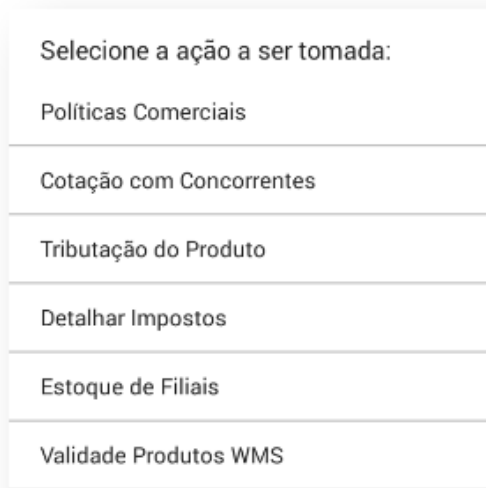 Selecione a ação a ser tomada:
Políticas Comerciais
Cotação com Concorrentes
Tributação do Produto
Detalhar Impostos
Estoque de Filiais
Validade Produtos WMS